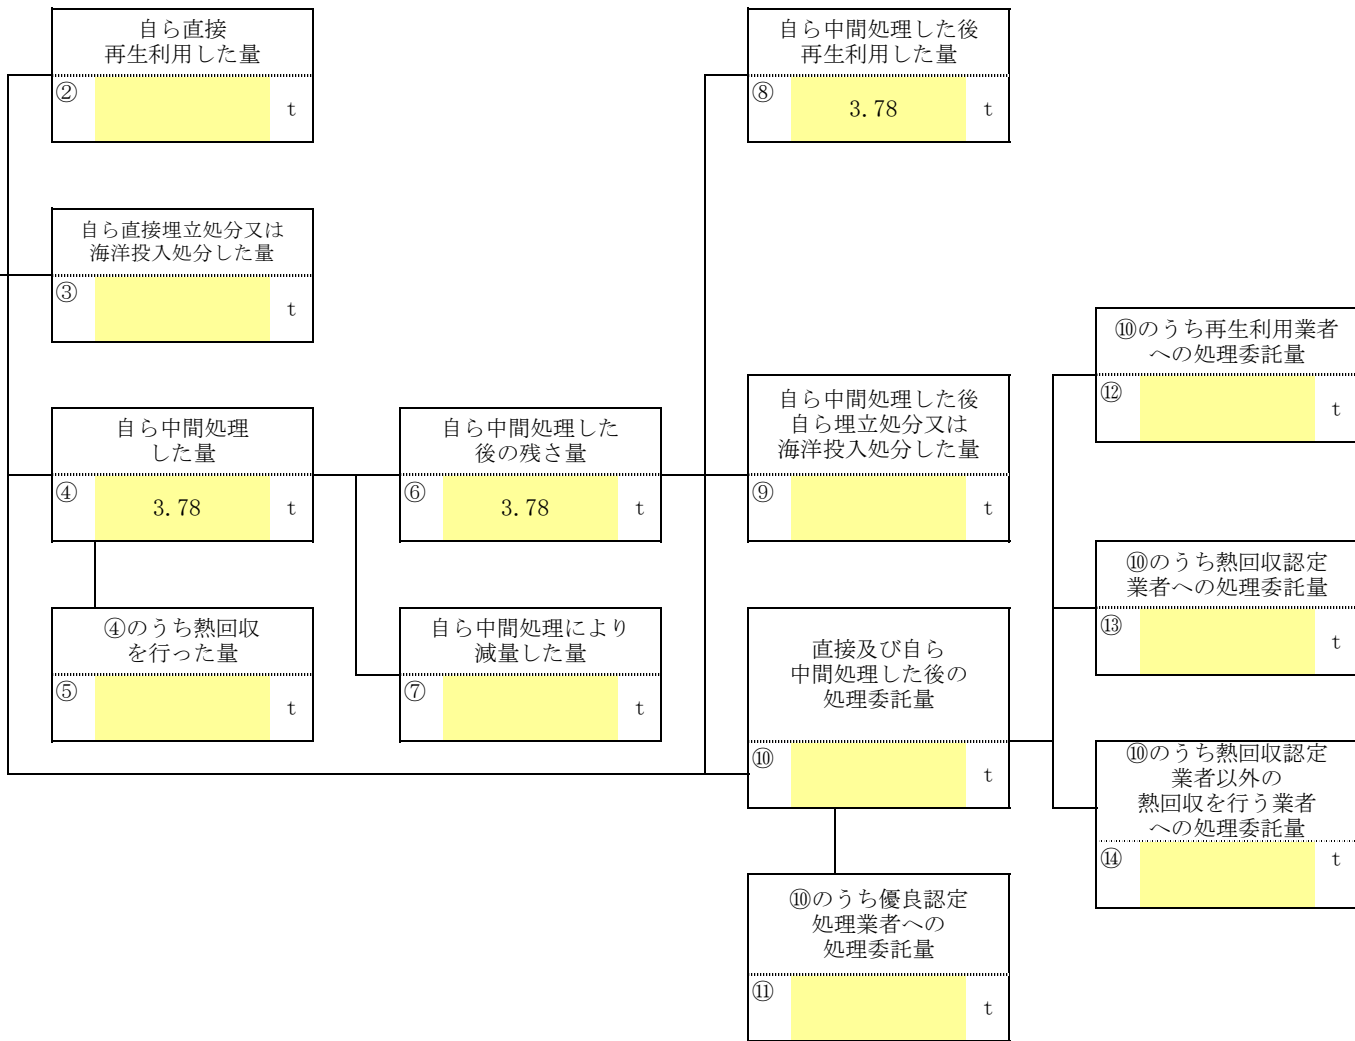 自ら直接
再生利用した量
②
t
自ら中間処理した後
再生利用した量
⑧
3.78
t
自ら直接埋立処分又は
海洋投入処分した量
③
t
⑩のうち再生利用業者
への処理委託量
⑫
t
自ら中間処理
した量
④
3.78
t
自ら中間処理した
後の残さ量
⑥
3.78
t
自ら中間処理した後
自ら埋立処分又は
海洋投入処分した量
⑨
t
⑩のうち熱回収認定
業者への処理委託量
⑬
t
④のうち熱回収
を行った量
⑤
t
自ら中間処理により
減量した量
⑦
t
直接及び自ら
中間処理した後の
処理委託量
⑩
t
⑩のうち熱回収認定
業者以外の
熱回収を行う業者
への処理委託量
⑭
t
⑩のうち優良認定
処理業者への
処理委託量
⑪
t